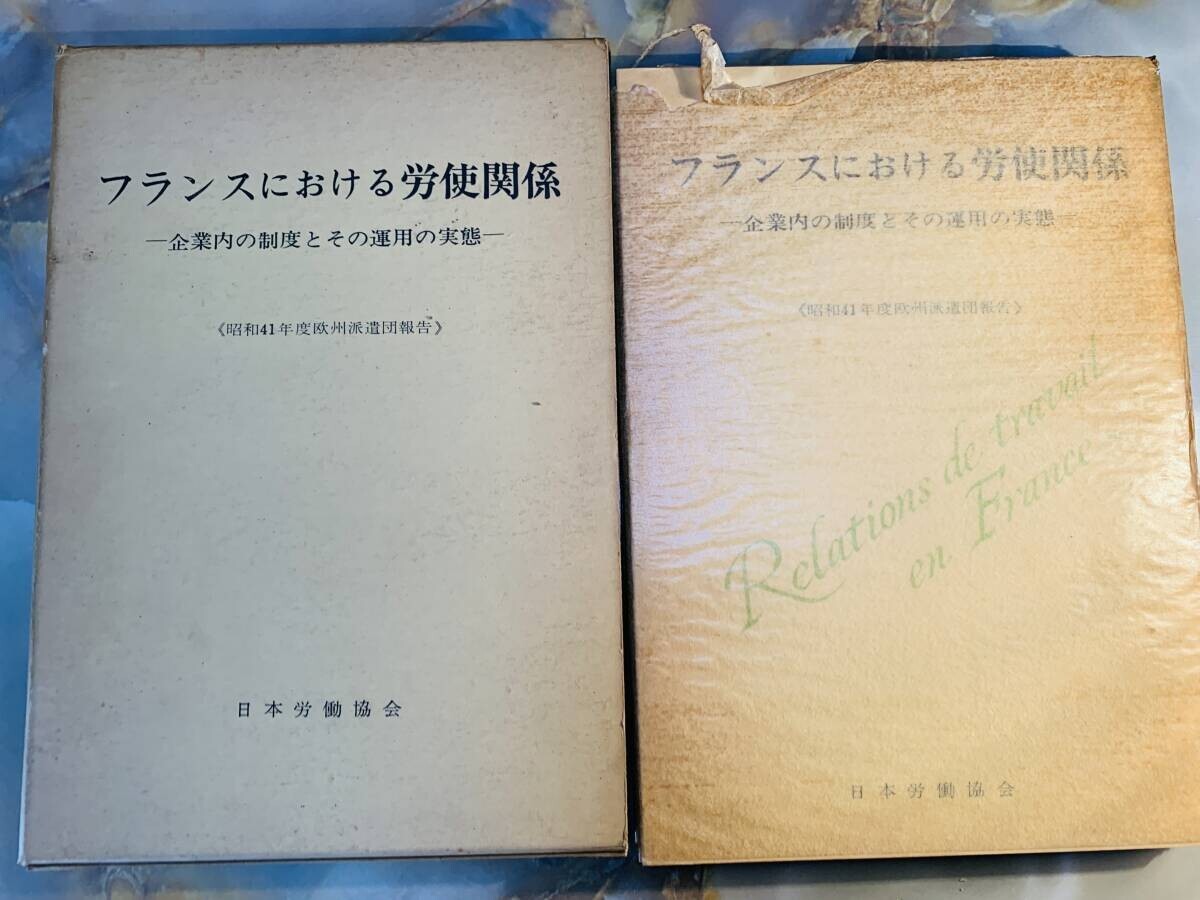 フランスにおける労使関係
―企業内の制度とその運用の実態―
《昭和41年度欧州派遣団報告》
日本労働協会
フランスにおける労使関係
―企業内の制度とその運用の実態―
《昭和41年度欧州派遣団報告》
Relations de travail
en France
日本労働協会